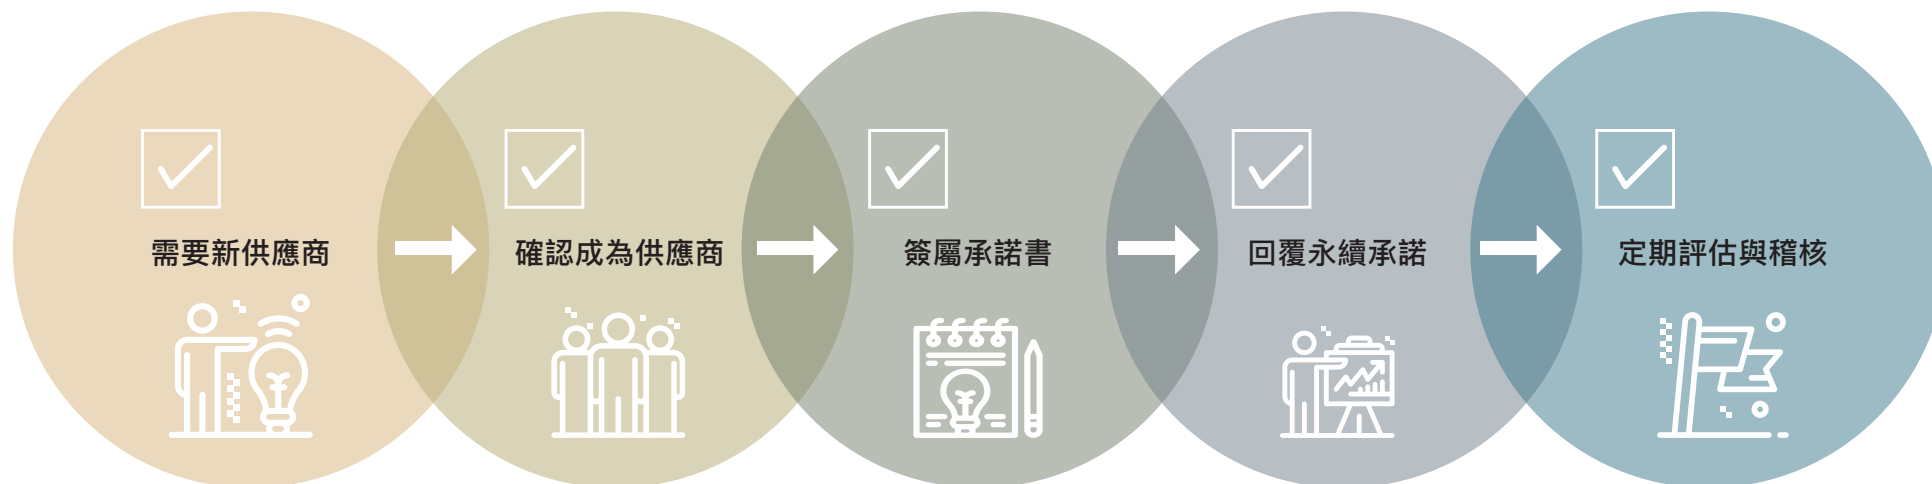 需要新供應商
確認成為供應商
簽屬承諾書
回覆永續承諾
定期評估與稽核